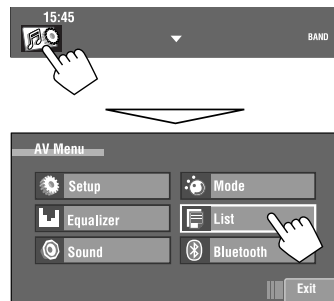 15:45
BAND
AV Menu
Setup
Mode
Equalizer
List
Sound
Bluetooth
Exit